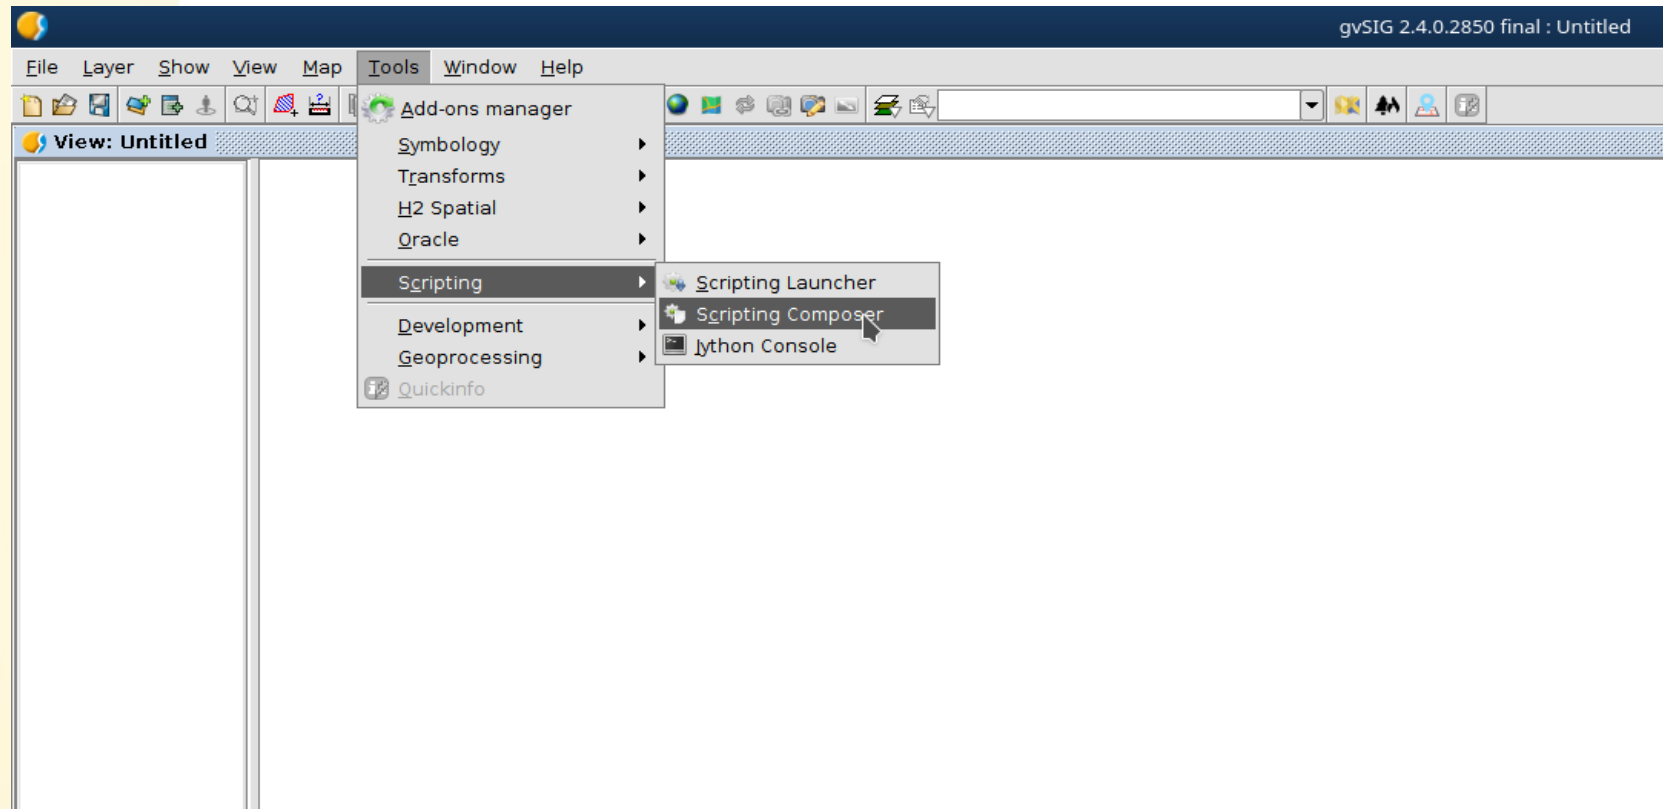 gvSIG 2.4.0.2850 final : Untitled
File Layer Show View Map Tools Window Help
Add-ons manager
View: Untitled
Symbology
Transforms
H2 Spatial
Oracle
Scripting
Scripting Launcher
Scripting Composer
Jython Console
Development
Geoprocessing
Quickinfo